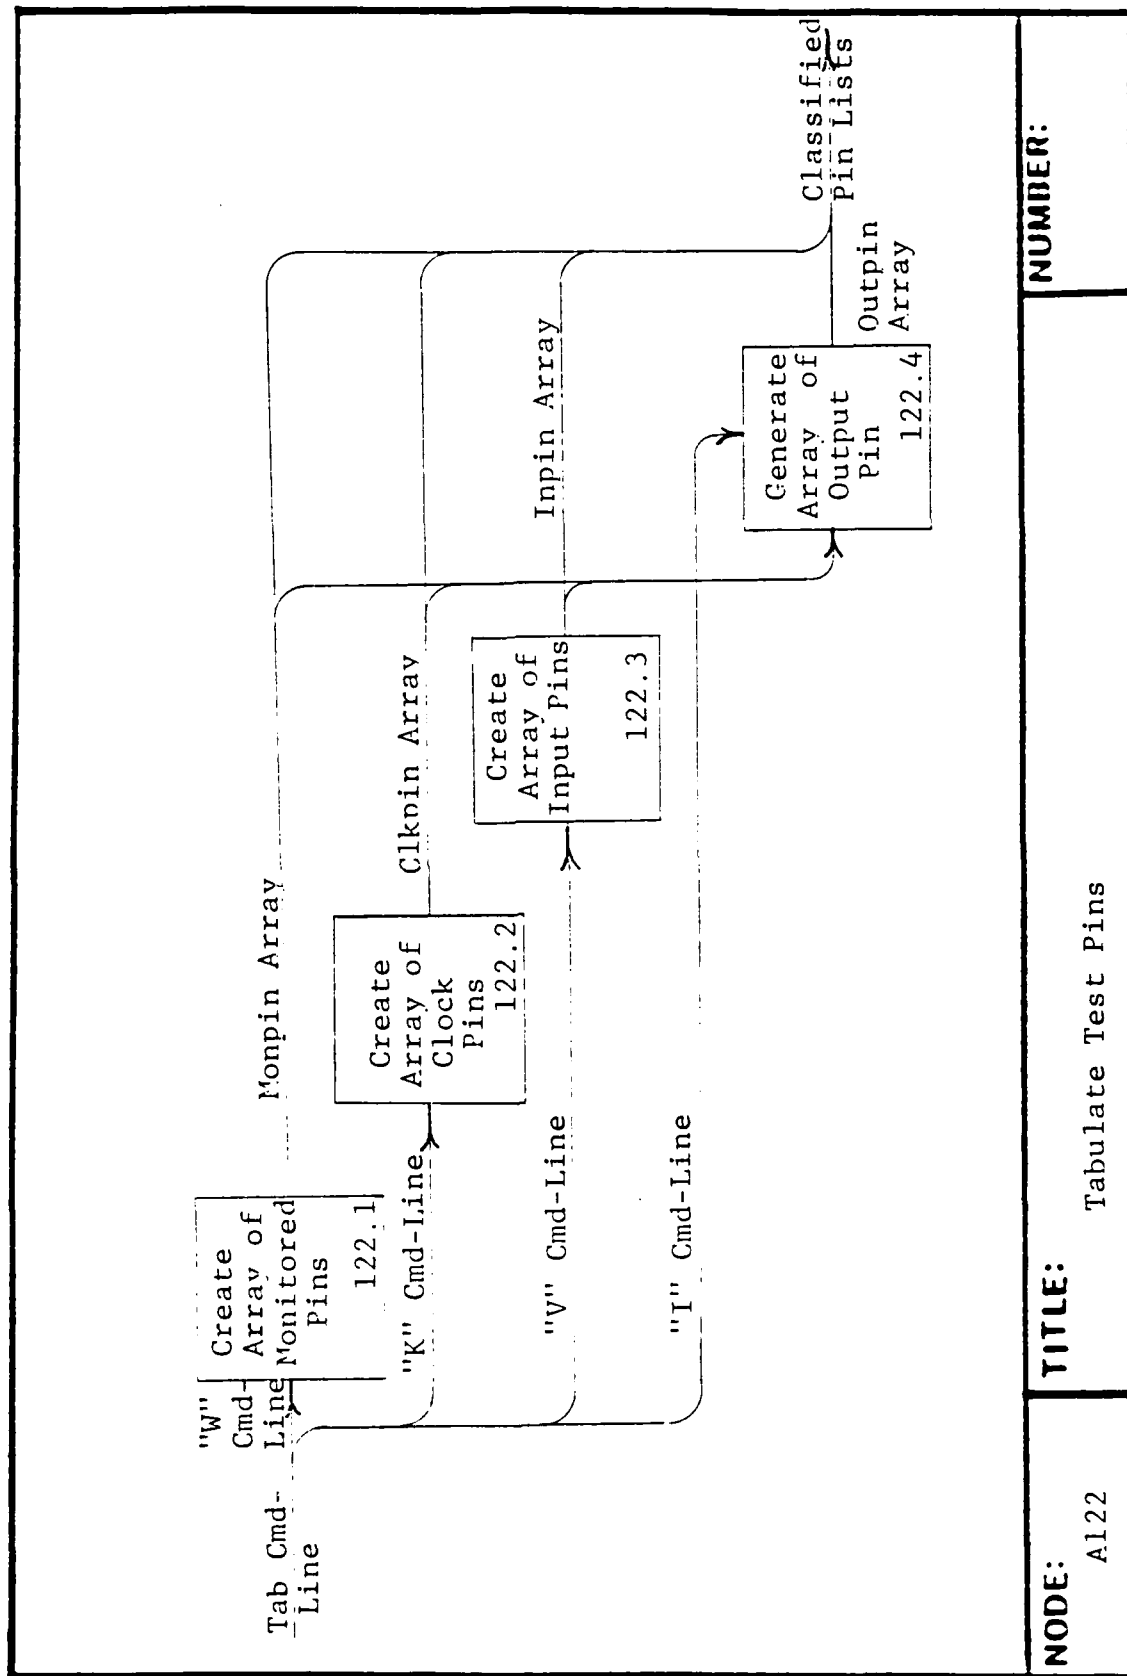 Tab Cmd-
Line
"W"
Cmd-
Line
Create
Array of
Monitored
Pins
122.1
Monpin Array
"K" Cmd-Line
Create
Array of
Clock
Pins
122.2
Clkpin Array
"V" Cmd-Line
Create
Array of
Input Pins
122.3
Inpin Array
"I" Cmd-Line
Generate
Array of
Output
Pin
122.4
Outpin
Array
Classified
Pin Lists
NODE:
A122
TITLE:
Tabulate Test Pins
NUMBER: